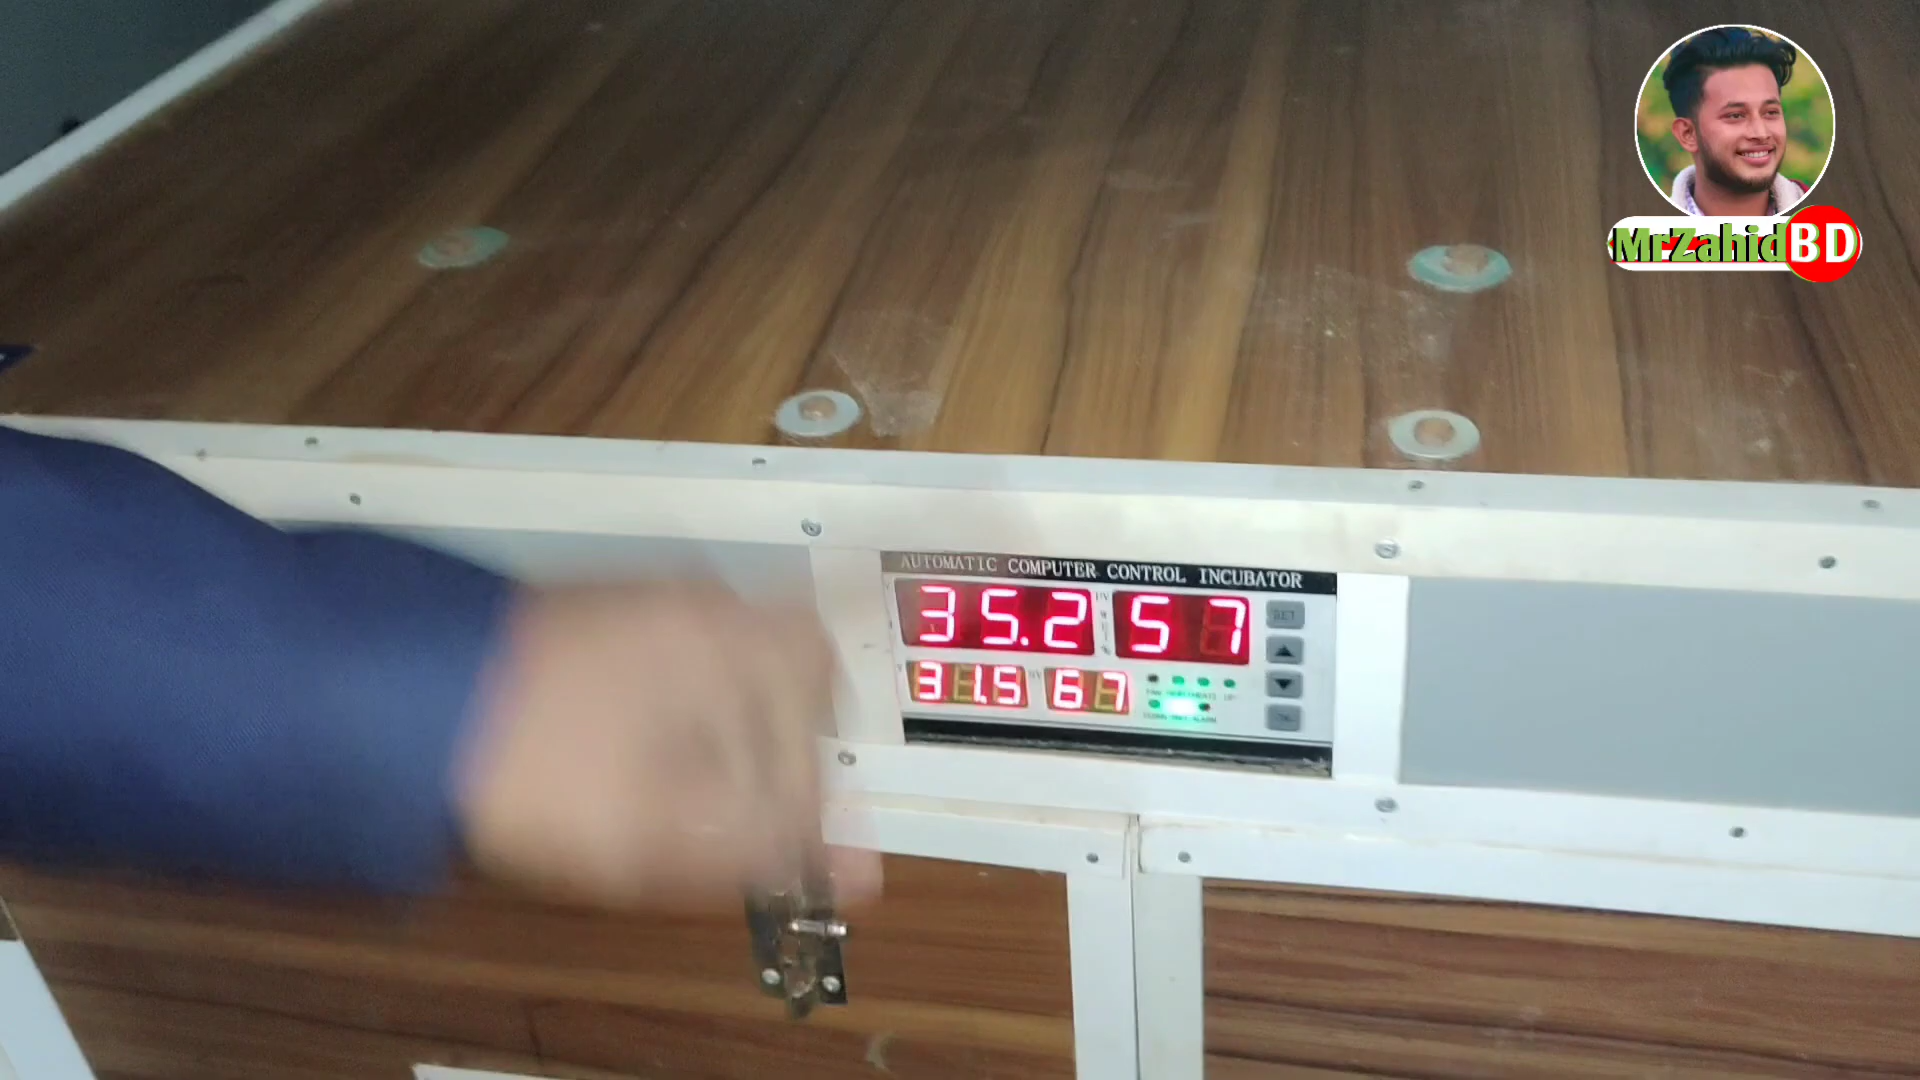 MrZahidBD
AUTOMATIC COMPUTER CONTROL INCUBATOR
35.2 57
SET
31.5 67